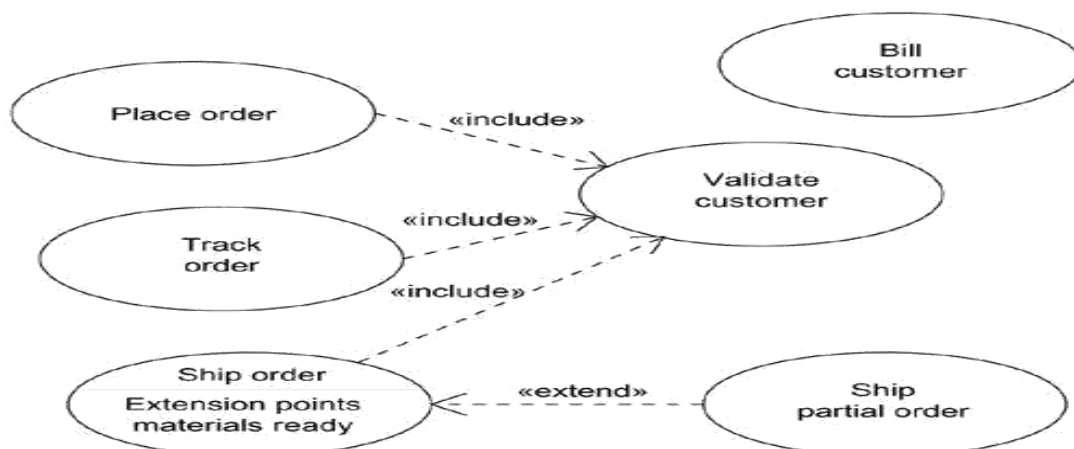 Bill
customer
Place order
«include»
Validate
customer
«include»
Track
order
«include»
Ship order
Extension points
materials ready
«extend»
Ship
partial order